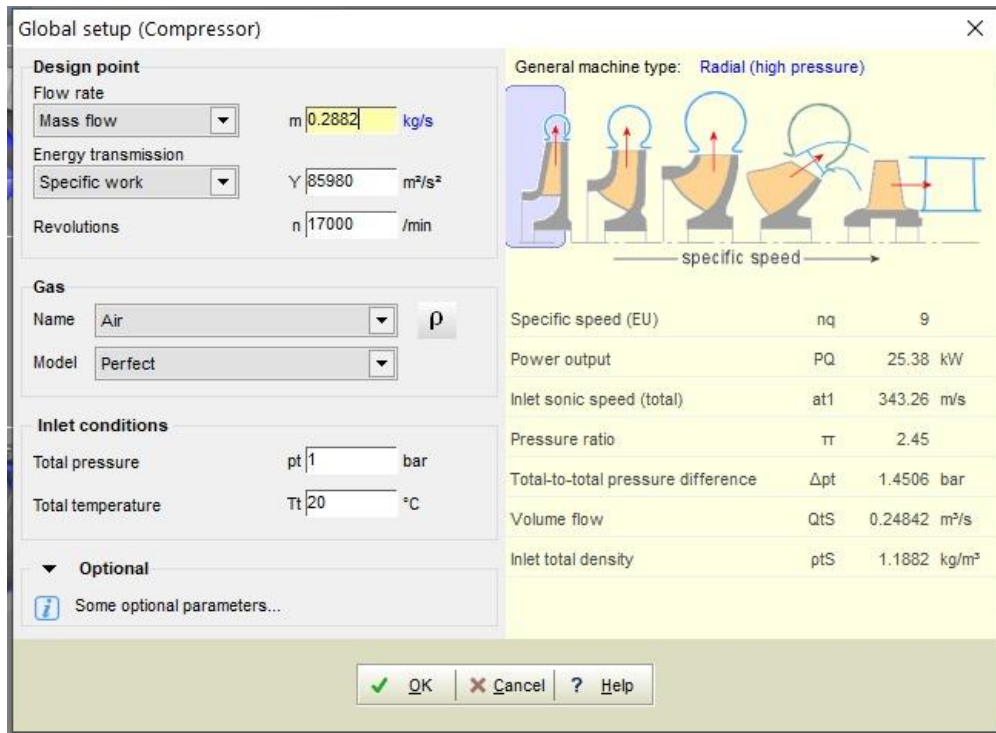 Global setup (Compressor)
Design point
Flow rate
Mass flow m 0.2882 kg/s
Energy transmission
Specific work Y 85980 m²/s²
Revolutions n 17000 /min
Gas
Name Air ρ
Model Perfect
Inlet conditions
Total pressure pt 1 bar
Total temperature Tt 20 °C
Optional
Some optional parameters...
General machine type: Radial (high pressure)
specific speed
Specific speed (EU) nq 9
Power output PQ 25.38 kW
Inlet sonic speed (total) at1 343.26 m/s
Pressure ratio π 2.45
Total-to-total pressure difference Δpt 1.4506 bar
Volume flow QtS 0.24842 m³/s
Inlet total density ρtS 1.1882 kg/m³
OK Cancel ? Help